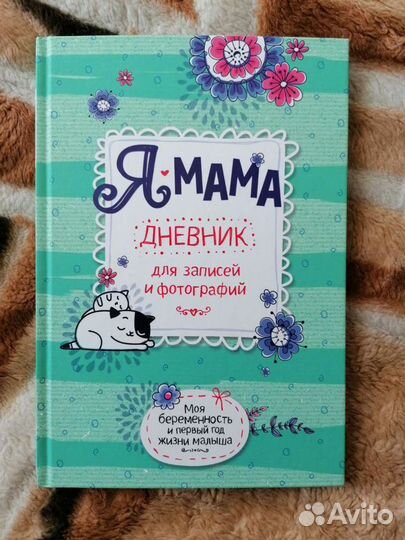 Я МАМА
ДНЕВНИК
для записей
и фотографий
Моя
беременность
и первый год
жизни малыша
Avito